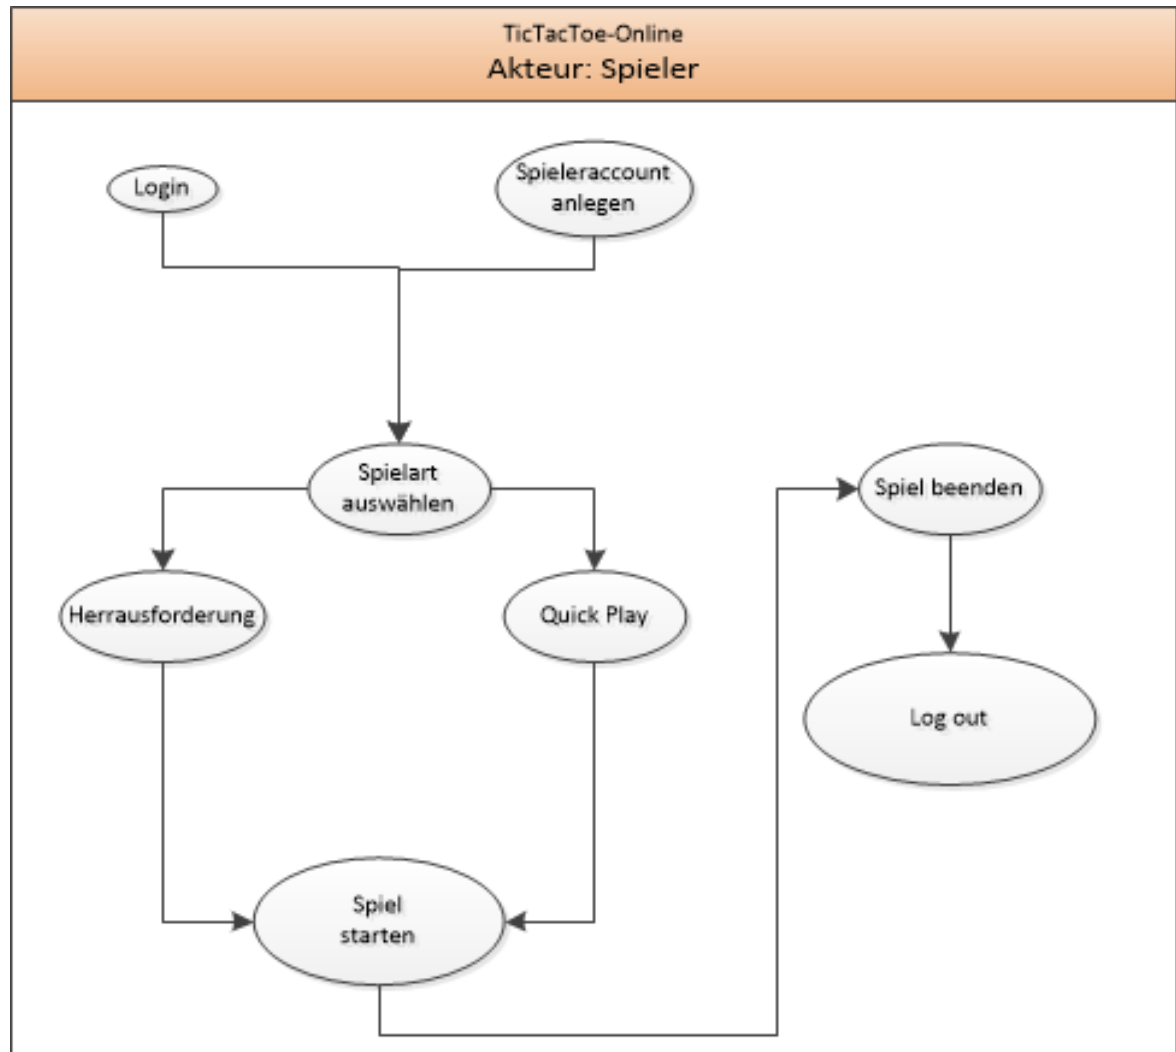 TicTacToe-Online
Akteur: Spieler
Login
Spieleraccount
anlegen
Spielart
auswählen
Spiel beenden
Herrausforderung
Quick Play
Log out
Spiel
starten